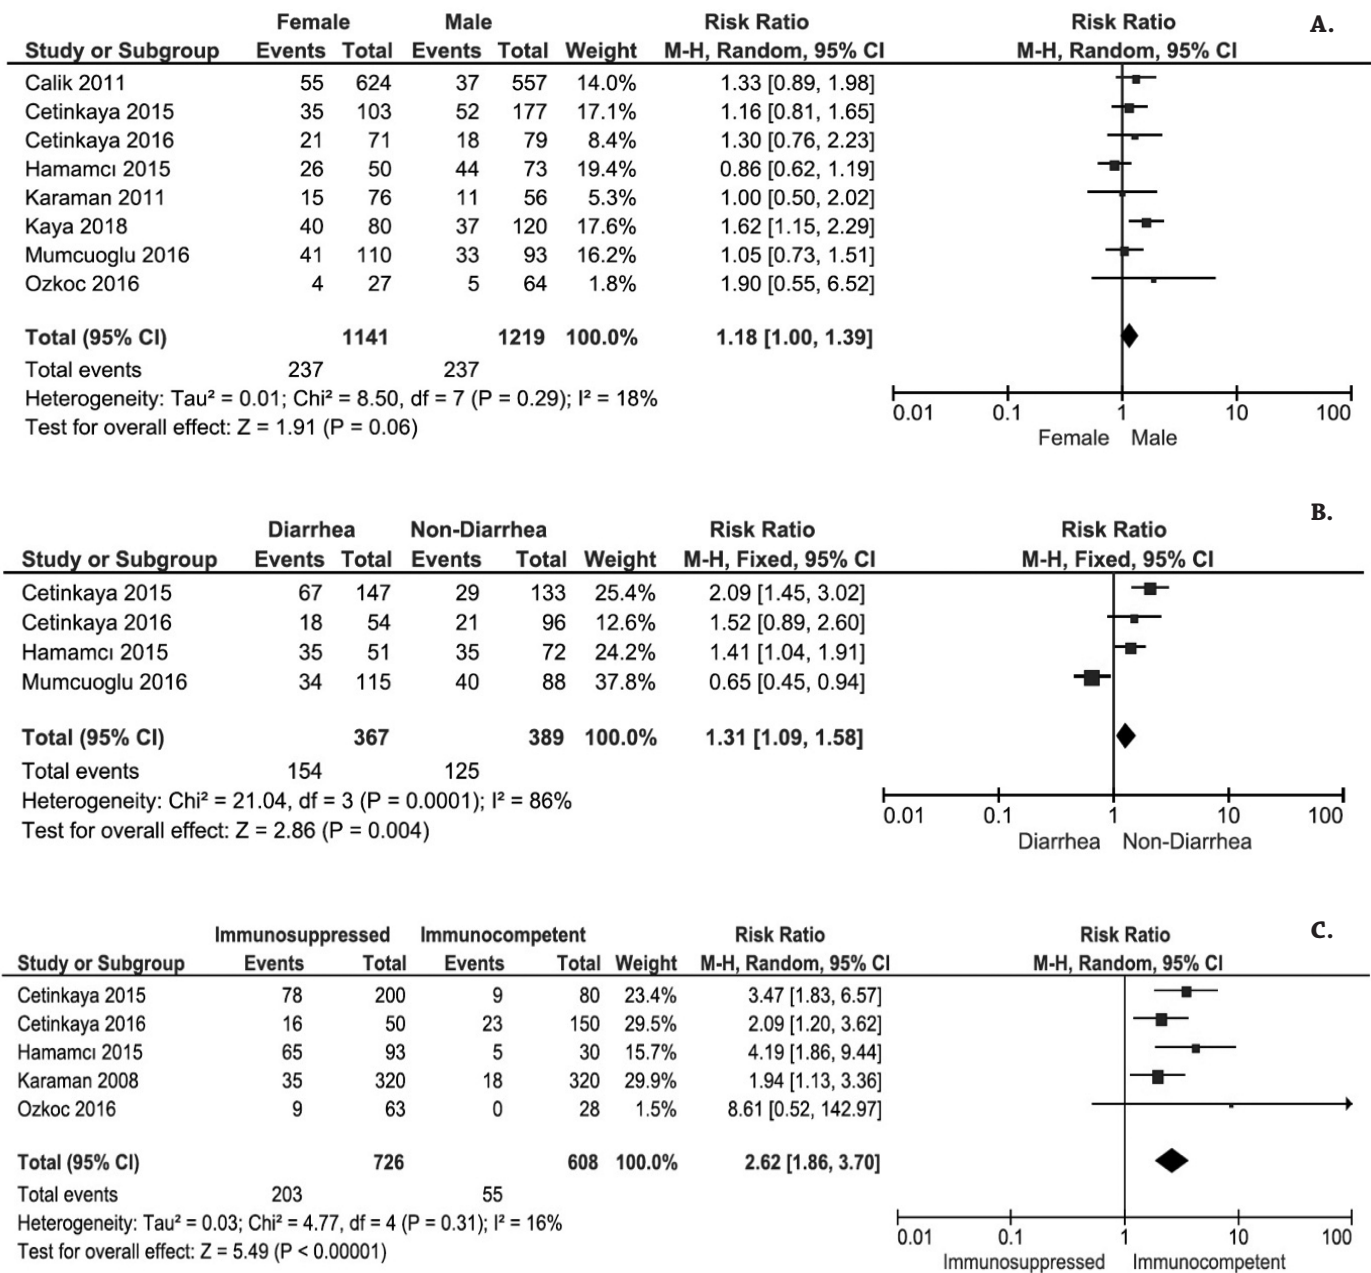 Female Male Risk Ratio Risk Ratio A.
Study or Subgroup Events Total Events Total Weight M-H, Random, 95% CI M-H, Random, 95% CI
Calik 2011 55 624 37 557 14.0% 1.33 [0.89, 1.98]
Cetinkaya 2015 35 103 52 177 17.1% 1.16 [0.81, 1.65]
Cetinkaya 2016 21 71 18 79 8.4% 1.30 [0.76, 2.23]
Hamamcı 2015 26 50 44 73 19.4% 0.86 [0.62, 1.19]
Karaman 2011 15 76 11 56 5.3% 1.00 [0.50, 2.02]
Kaya 2018 40 80 37 120 17.6% 1.62 [1.15, 2.29]
Mumcuoglu 2016 41 110 33 93 16.2% 1.05 [0.73, 1.51]
Ozkoc 2016 4 27 5 64 1.8% 1.90 [0.55, 6.52]
Total (95% CI) 1141 1219 100.0% 1.18 [1.00, 1.39]
Total events 237 237
Heterogeneity: Tau² = 0.01; Chi² = 8.50, df = 7 (P = 0.29); I² = 18%
Test for overall effect: Z = 1.91 (P = 0.06)
0.01 0.1 1 10 100
Female Male
B.
Diarrhea Non-Diarrhea Risk Ratio Risk Ratio
Study or Subgroup Events Total Events Total Weight M-H, Fixed, 95% CI M-H, Fixed, 95% CI
Cetinkaya 2015 67 147 29 133 25.4% 2.09 [1.45, 3.02]
Cetinkaya 2016 18 54 21 96 12.6% 1.52 [0.89, 2.60]
Hamamcı 2015 35 51 35 72 24.2% 1.41 [1.04, 1.91]
Mumcuoglu 2016 34 115 40 88 37.8% 0.65 [0.45, 0.94]
Total (95% CI) 367 389 100.0% 1.31 [1.09, 1.58]
Total events 154 125
Heterogeneity: Chi² = 21.04, df = 3 (P = 0.0001); I² = 86%
Test for overall effect: Z = 2.86 (P = 0.004)
0.01 0.1 1 10 100
Diarrhea Non-Diarrhea
Immunosuppressed Immunocompetent Risk Ratio Risk Ratio C.
Study or Subgroup Events Total Events Total Weight M-H, Random, 95% CI M-H, Random, 95% CI
Cetinkaya 2015 78 200 9 80 23.4% 3.47 [1.83, 6.57]
Cetinkaya 2016 16 50 23 150 29.5% 2.09 [1.20, 3.62]
Hamamcı 2015 65 93 5 30 15.7% 4.19 [1.86, 9.44]
Karaman 2008 35 320 18 320 29.9% 1.94 [1.13, 3.36]
Ozkoc 2016 9 63 0 28 1.5% 8.61 [0.52, 142.97]
Total (95% CI) 726 608 100.0% 2.62 [1.86, 3.70]
Total events 203 55
Heterogeneity: Tau² = 0.03; Chi² = 4.77, df = 4 (P = 0.31); I² = 16%
Test for overall effect: Z = 5.49 (P < 0.00001)
0.01 0.1 1 10 100
Immunosuppressed Immunocompetent